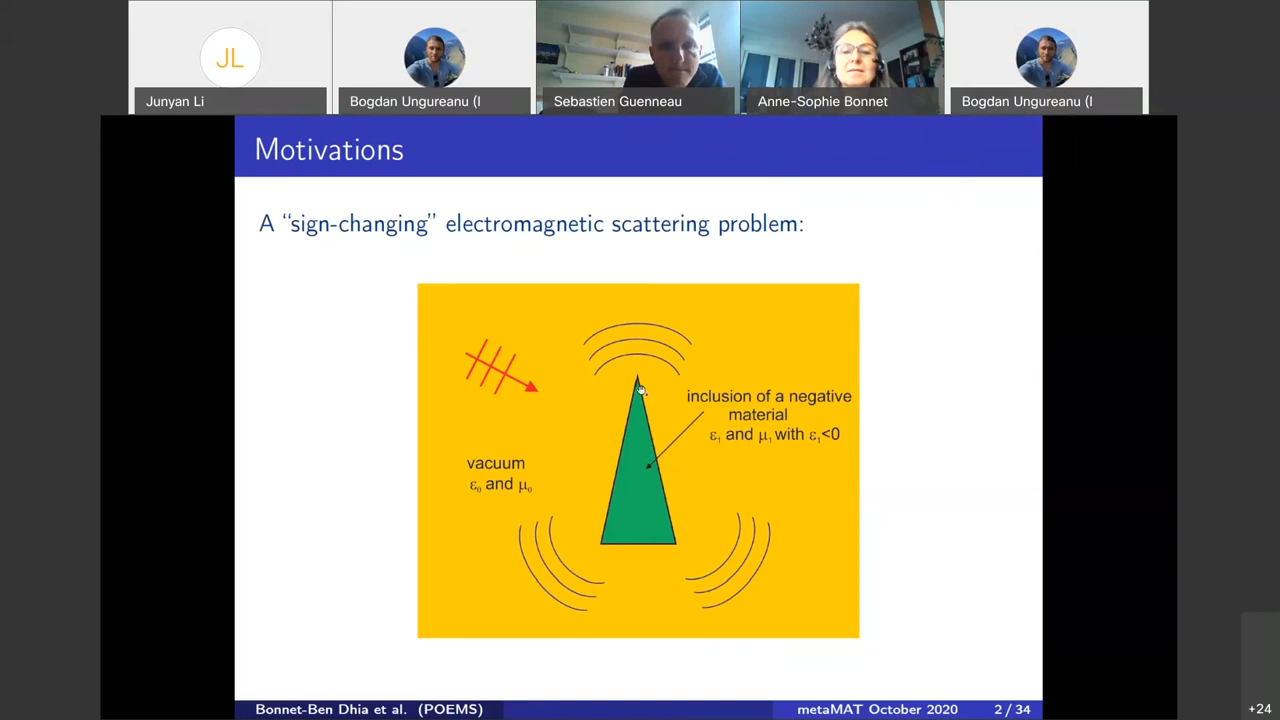 JL
Junyan Li
Bogdan Ungureanu (I
Sebastien Guenneau
Anne-Sophie Bonnet
Bogdan Ungureanu (I
Motivations
A “sign-changing” electromagnetic scattering problem:
inclusion of a negative
material
ε₁ and μ₁ with ε₁<0
vacuum
ε₀ and μ₀
Bonnet-Ben Dhia et al. (POEMS)
metaMAT October 2020
2 / 34
+24